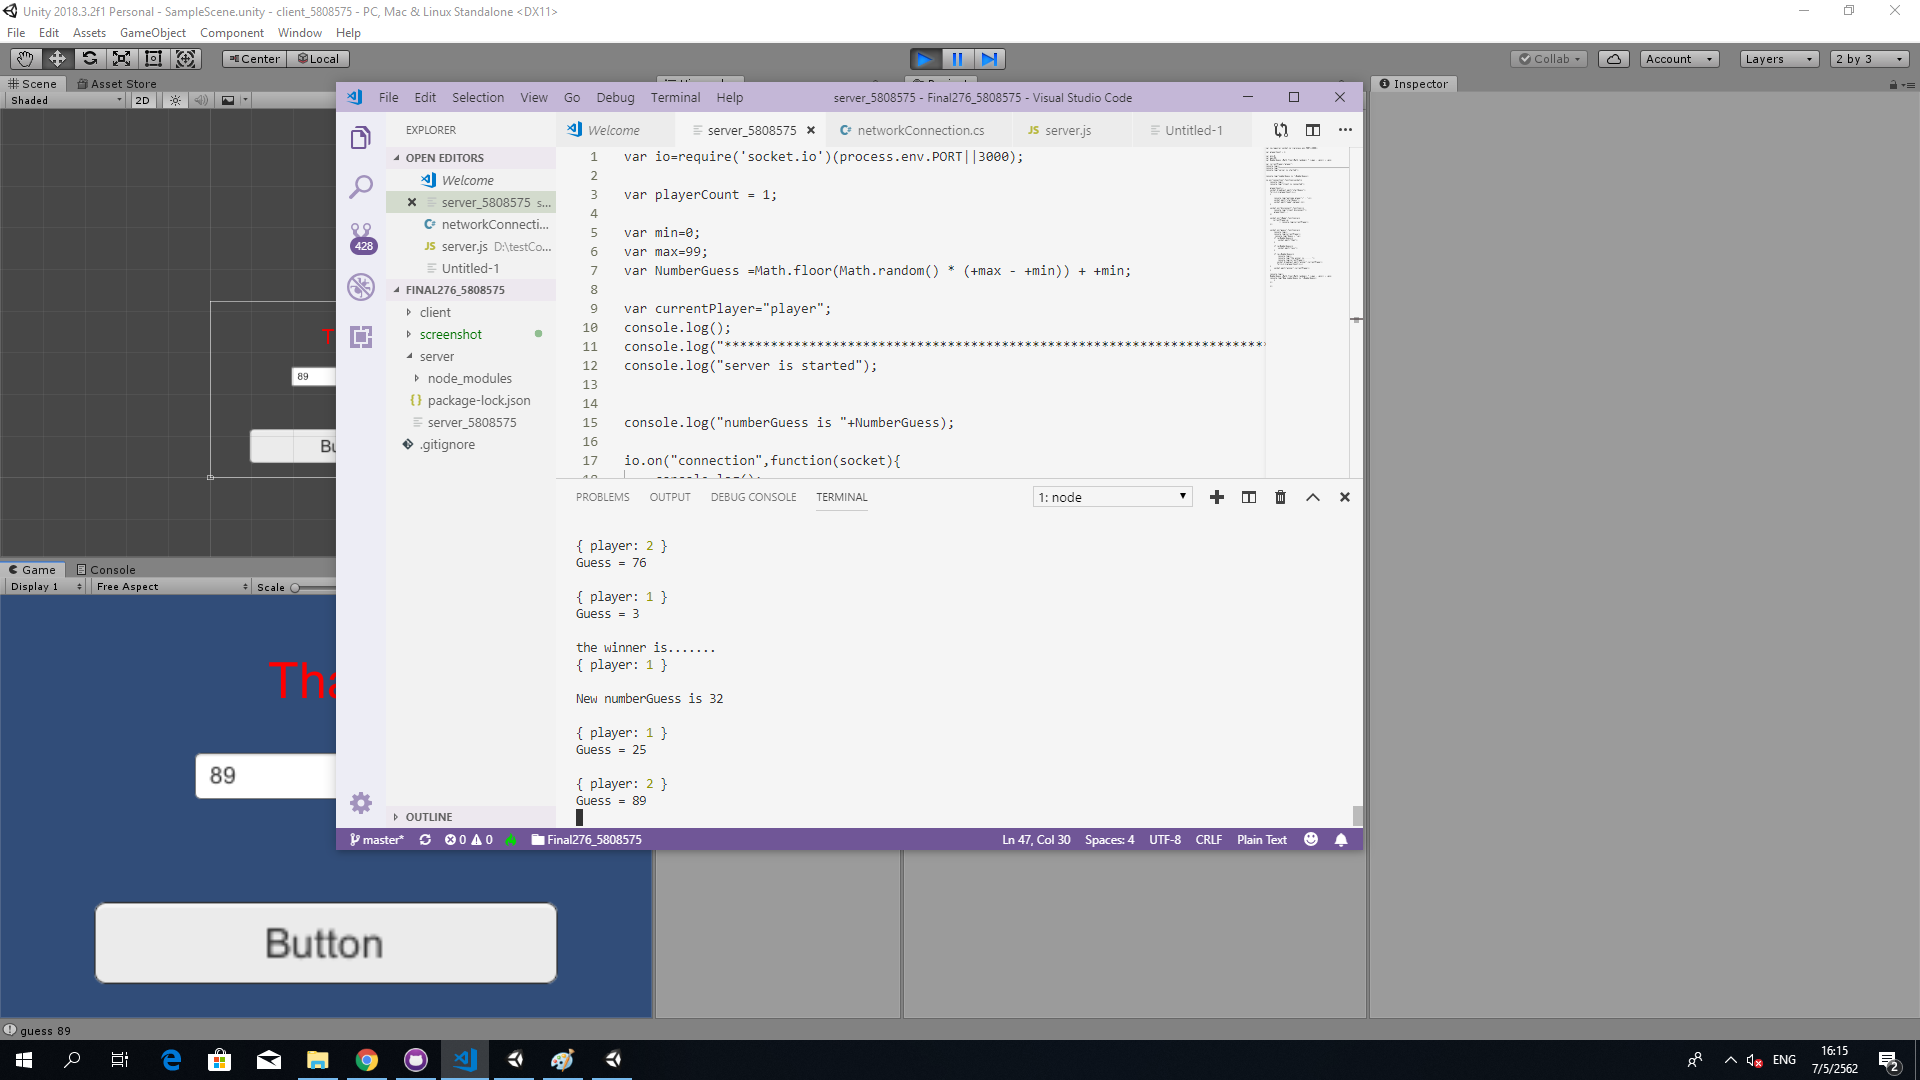 Unity 2018.3.2f1 Personal - SampleScene.unity - client_5808575 - PC, Mac & Linux Standalone <DX11>
File Edit Assets GameObject Component Window Help
Center Local Collab Account Layers 2 by 3
Scene Asset Store Inspector
Shaded 2D
89
Game Console
Display 1 Free Aspect Scale
Tha
89
Button
guess 89
File Edit Selection View Go Debug Terminal Help server_5808575 - Final276_5808575 - Visual Studio Code
EXPLORER
OPEN EDITORS
Welcome
server_5808575 s...
networkConnecti...
server.js D:\testCo...
Untitled-1
FINAL276_5808575
client
screenshot
server
node_modules
package-lock.json
server_5808575
.gitignore
OUTLINE
428
Welcome server_5808575 networkConnection.cs server.js Untitled-1
1 var io=require('socket.io')(process.env.PORT||3000);
2
3 var playerCount = 1;
4
5 var min=0;
6 var max=99;
7 var NumberGuess =Math.floor(Math.random() * (+max - +min)) + +min;
8
9 var currentPlayer="player";
10 console.log();
11 console.log("**********************************************************************
12 console.log("server is started");
13
14
15 console.log("numberGuess is "+NumberGuess);
16
17 io.on("connection",function(socket){
PROBLEMS OUTPUT DEBUG CONSOLE TERMINAL 1: node
{ player: 2 }
Guess = 76
{ player: 1 }
Guess = 3
the winner is.......
{ player: 1 }
New numberGuess is 32
{ player: 1 }
Guess = 25
{ player: 2 }
Guess = 89
master* 0 0 Final276_5808575 Ln 47, Col 30 Spaces: 4 UTF-8 CRLF Plain Text
ENG 16:15
7/5/2562
2